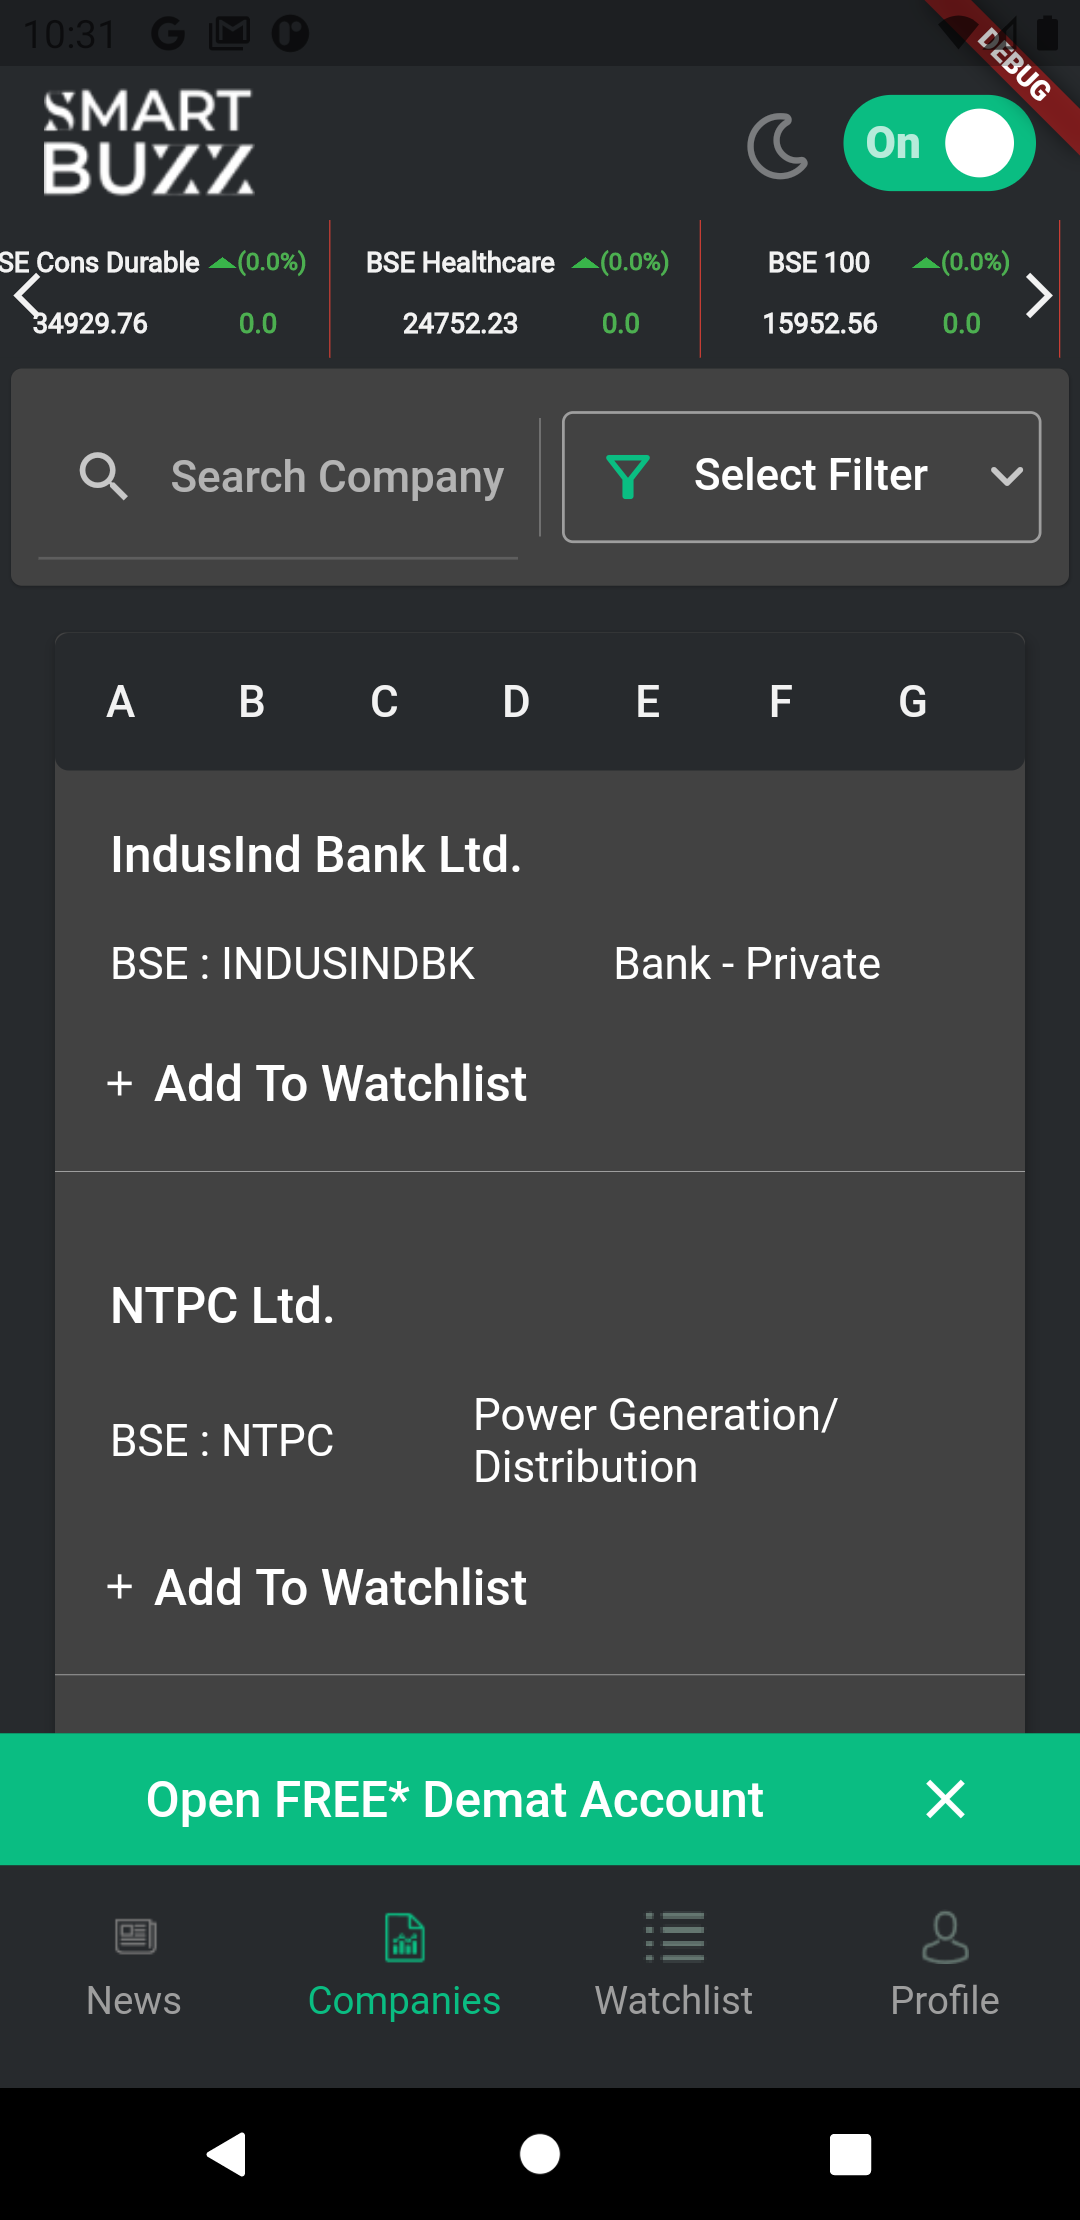 10:31
DEBUG
SMART
BUZZ
On
SE Cons Durable (0.0%) BSE Healthcare (0.0%) BSE 100 (0.0%)
34929.76 0.0 24752.23 0.0 15952.56 0.0
Search Company Select Filter
A B C D E F G
IndusInd Bank Ltd.
BSE : INDUSINDBK Bank - Private
+ Add To Watchlist
NTPC Ltd.
BSE : NTPC Power Generation/
Distribution
+ Add To Watchlist
Open FREE* Demat Account
News Companies Watchlist Profile